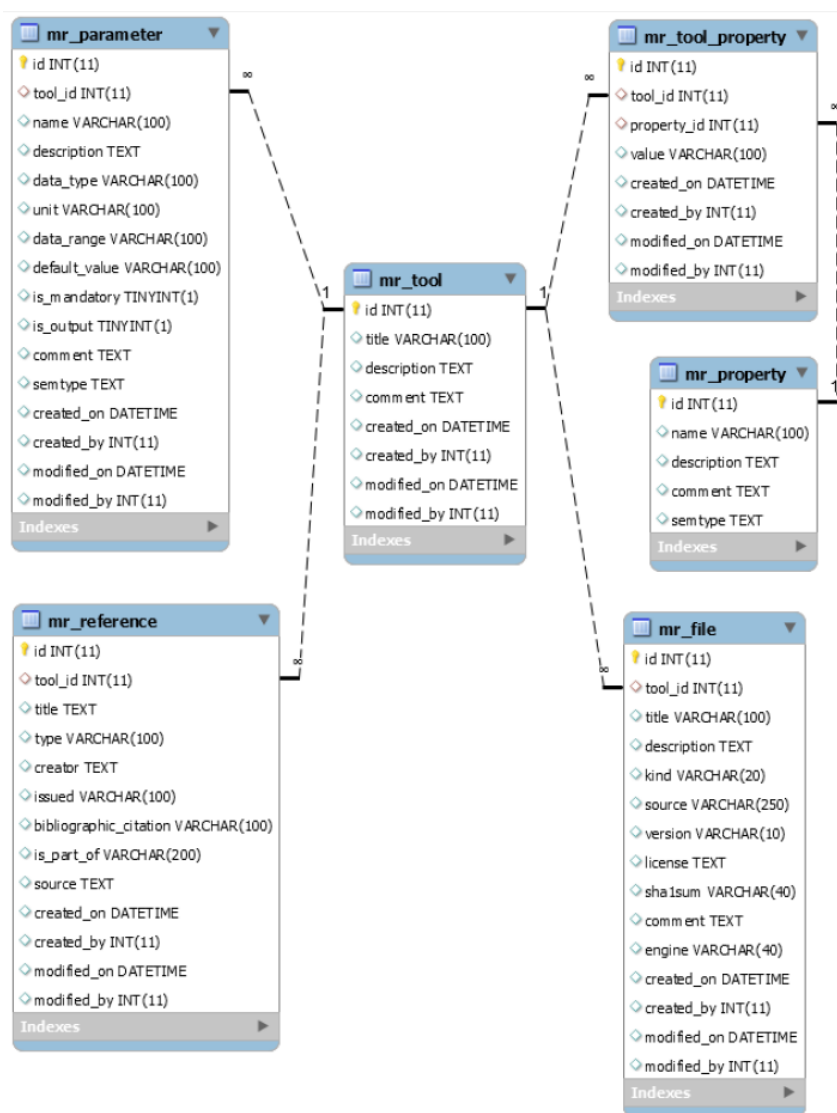 mr_parameter
id INT(11)
tool_id INT(11)
name VARCHAR(100)
description TEXT
data_type VARCHAR(100)
unit VARCHAR(100)
data_range VARCHAR(100)
default_value VARCHAR(100)
is_mandatory TINYINT(1)
is_output TINYINT(1)
comment TEXT
semtype TEXT
created_on DATETIME
created_by INT(11)
modified_on DATETIME
modified_by INT(11)
Indexes
∞
1
mr_tool
id INT(11)
title VARCHAR(100)
description TEXT
comment TEXT
created_on DATETIME
created_by INT(11)
modified_on DATETIME
modified_by INT(11)
Indexes
1
∞
mr_tool_property
id INT(11)
tool_id INT(11)
property_id INT(11)
value VARCHAR(100)
created_on DATETIME
created_by INT(11)
modified_on DATETIME
modified_by INT(11)
Indexes
∞
1
mr_property
id INT(11)
name VARCHAR(100)
description TEXT
comment TEXT
semtype TEXT
Indexes
mr_reference
id INT(11)
tool_id INT(11)
title TEXT
type VARCHAR(100)
creator TEXT
issued VARCHAR(100)
bibliographic_citation VARCHAR(100)
is_part_of VARCHAR(200)
source TEXT
created_on DATETIME
created_by INT(11)
modified_on DATETIME
modified_by INT(11)
Indexes
∞
∞
mr_file
id INT(11)
tool_id INT(11)
title VARCHAR(100)
description TEXT
kind VARCHAR(20)
source VARCHAR(250)
version VARCHAR(10)
license TEXT
sha1sum VARCHAR(40)
comment TEXT
engine VARCHAR(40)
created_on DATETIME
created_by INT(11)
modified_on DATETIME
modified_by INT(11)
Indexes